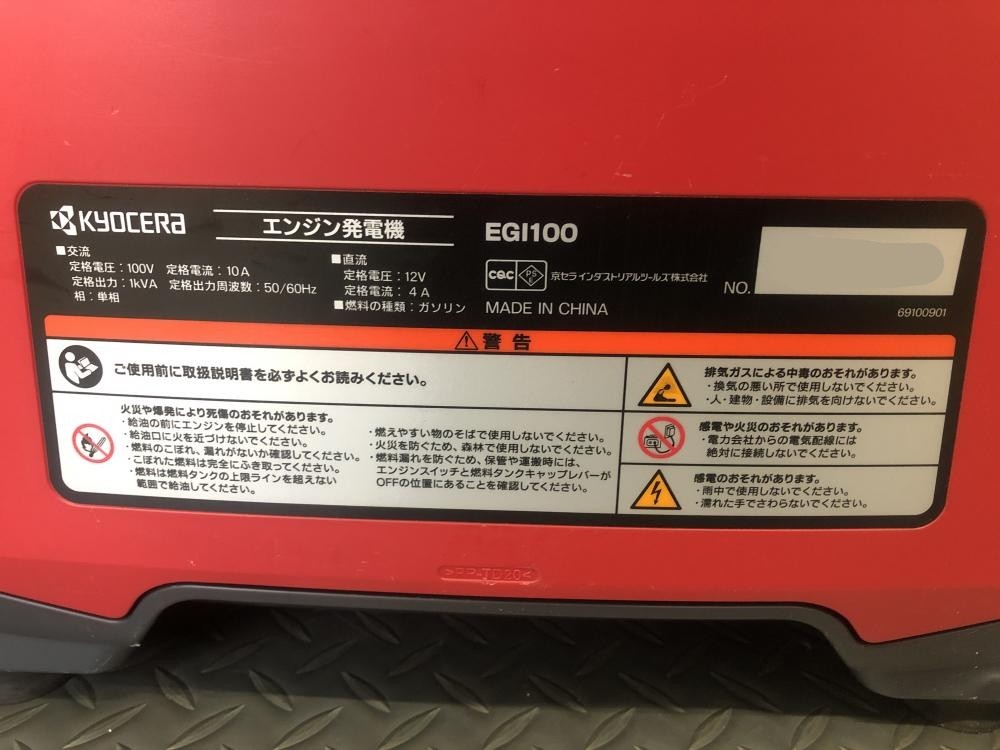 KYOCERA
エンジン発電機
EGI100
■交流
定格電圧:100V 定格電流:10A
定格出力:1kVA 定格出力周波数:50/60Hz
相:単相
■直流
定格電圧:12V
定格電流:4A
■燃料の種類:ガソリン
PS
E
京セラインダストリアルツールズ株式会社
MADE IN CHINA
NO.
69100901
⚠警告
ご使用前に取扱説明書を必ずよくお読みください。
火災や爆発により死傷のおそれがあります。
・給油の前にエンジンを停止してください。
・給油口に火を近づけないでください。
・燃料のこぼれ、漏れがないか確認してください。
・こぼれた燃料は完全にふき取ってください。
・燃料は燃料タンクの上限ラインを超えない
範囲で給油してください。
・燃えやすい物のそばで使用しないでください。
・火災を防ぐため、森林で使用しないでください。
・燃料漏れを防ぐため、保管や運搬時には、
エンジンスイッチと燃料タンクキャップレバーが
OFFの位置にあることを確認してください。
排気ガスによる中毒のおそれがあります。
・換気の悪い所で使用しないでください。
・人・建物・設備に排気を向けないでください。
感電や火災のおそれがあります。
・電力会社からの電気配線には
絶対に接続しないでください。
感電のおそれがあります。
・雨中で使用しないでください。
・濡れた手でさわらないでください。
>PP-TD20<